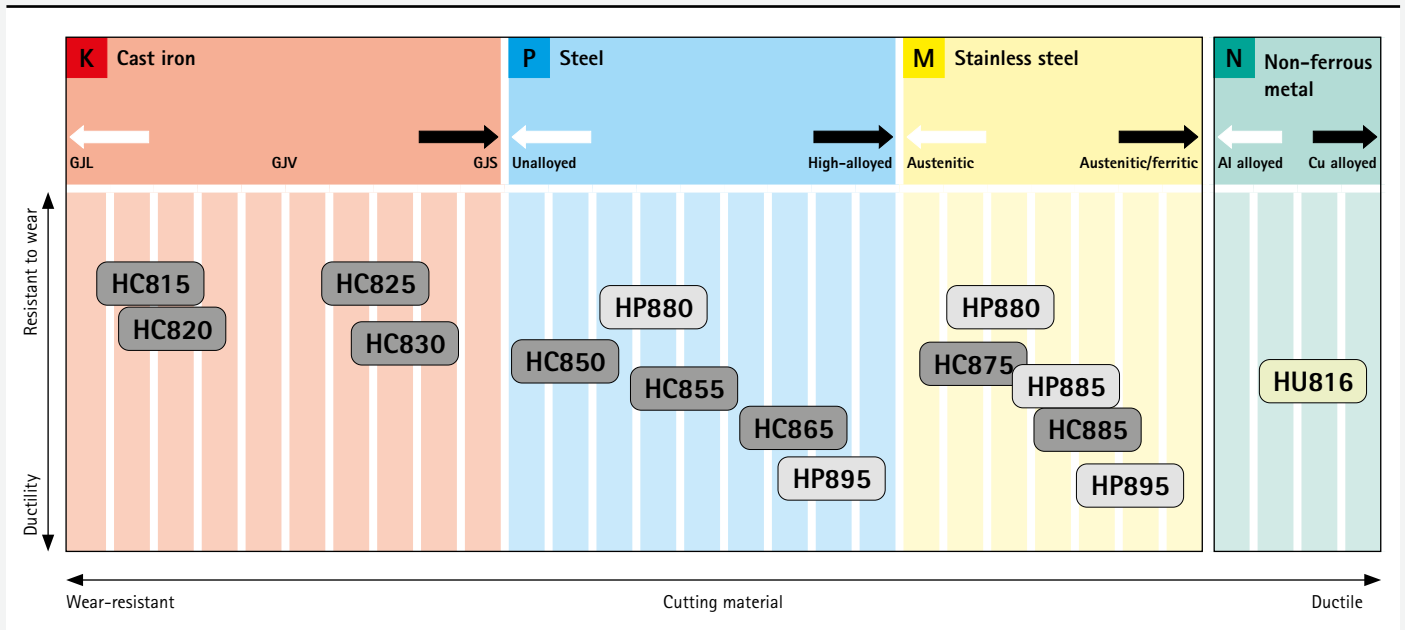 K Cast iron
GJL GJV GJS
P Steel
Unalloyed High-alloyed
M Stainless steel
Austenitic Austenitic/ferritic
N Non-ferrous
metal
Al alloyed Cu alloyed
Resistant to wear
Ductility
HC815
HC820
HC825
HC830
HP880
HC850
HC855
HC865
HP895
HP880
HC875
HP885
HC885
HP895
HU816
Wear-resistant Cutting material Ductile